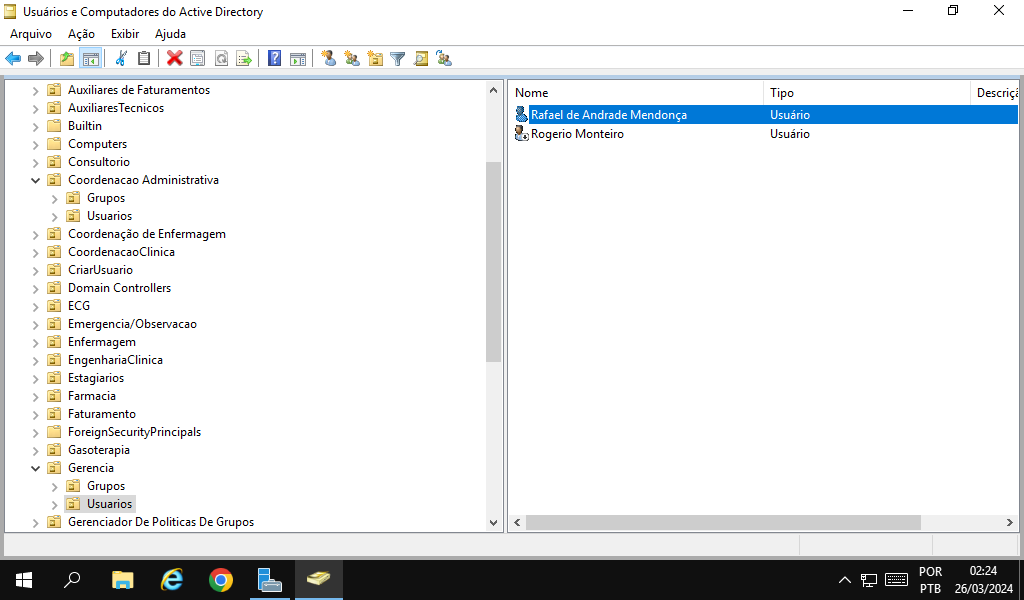 Usuários e Computadores do Active Directory
Arquivo Ação Exibir Ajuda
Auxiliares de Faturamentos
AuxiliaresTecnicos
Builtin
Computers
Consultorio
Coordenacao Administrativa
Grupos
Usuarios
Coordenação de Enfermagem
CoordenacaoClinica
CriarUsuario
Domain Controllers
ECG
Emergencia/Observacao
Enfermagem
EngenhariaClinica
Estagiarios
Farmacia
Faturamento
ForeignSecurityPrincipals
Gasoterapia
Gerencia
Grupos
Usuarios
Gerenciador De Politicas De Grupos
Nome Tipo Descriçã
Rafael de Andrade Mendonça Usuário
Rogerio Monteiro Usuário
POR
PTB
02:24
26/03/2024